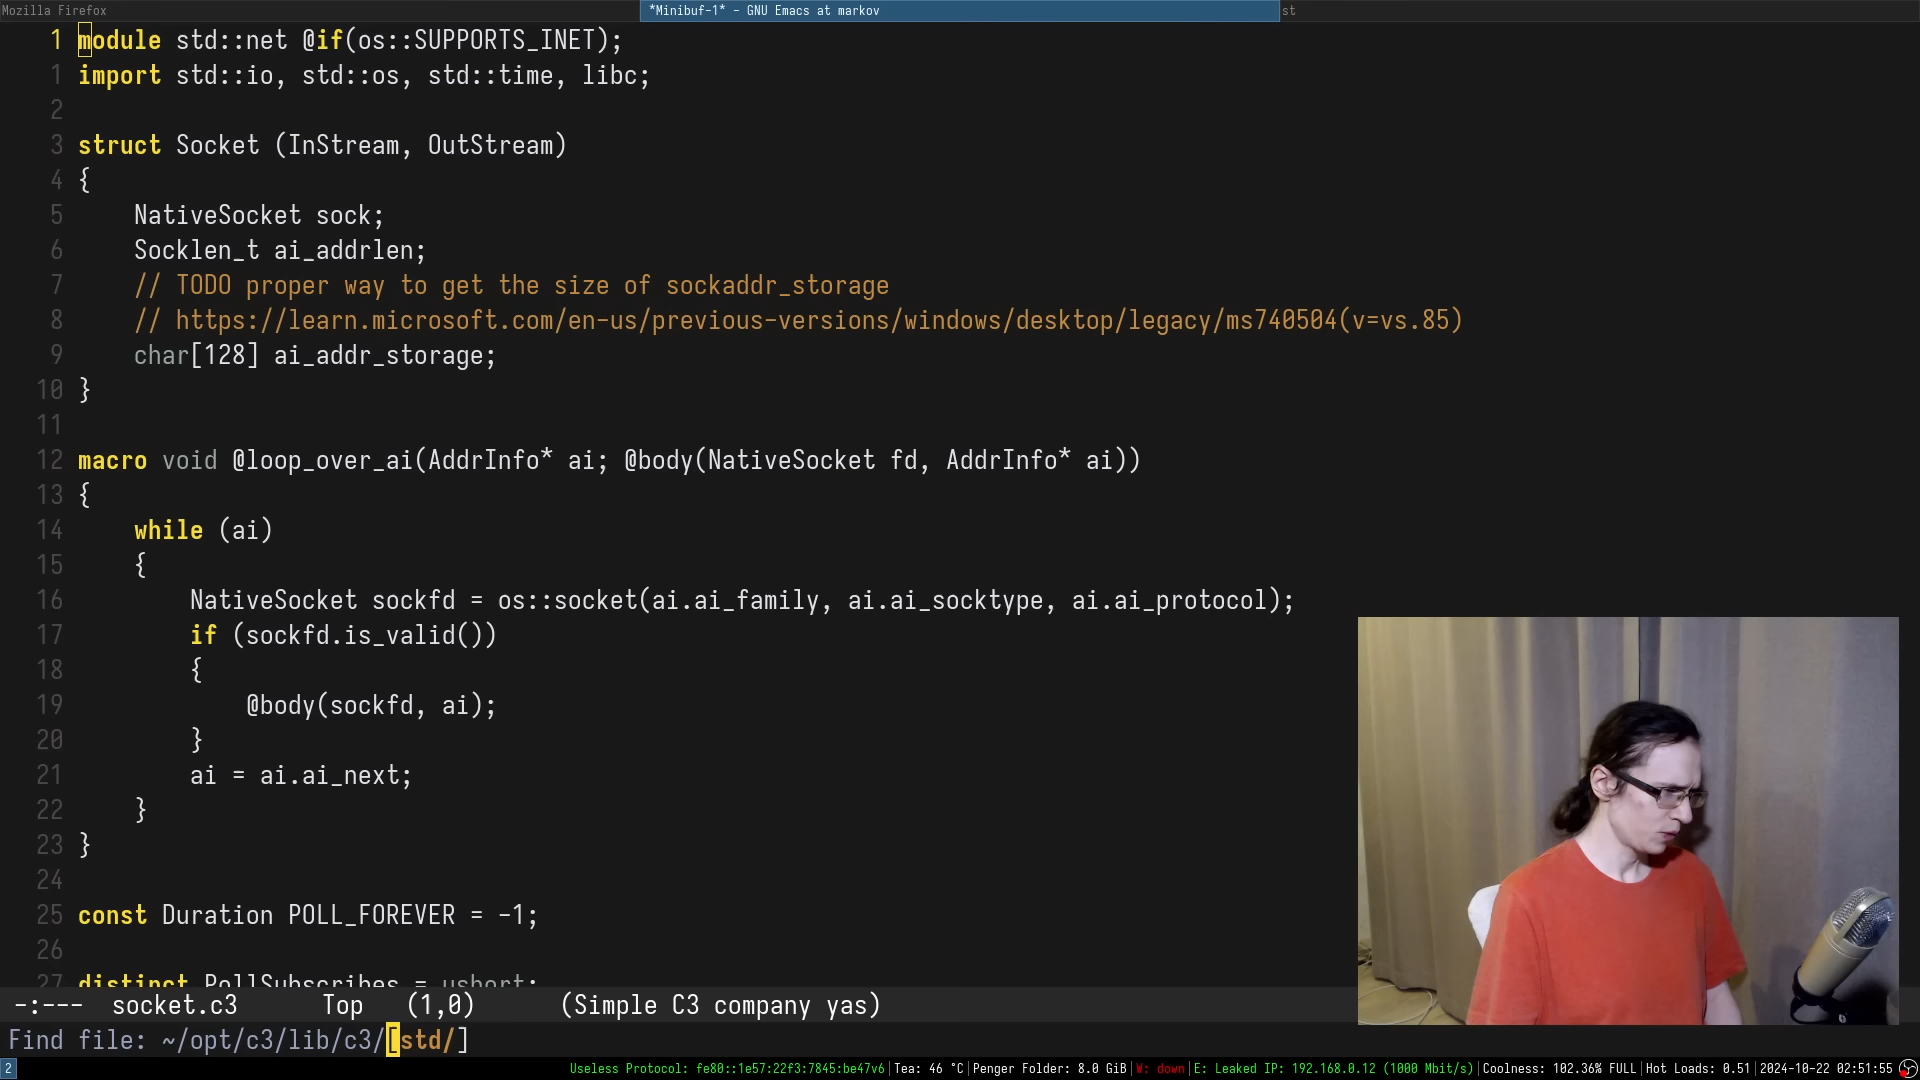 Mozilla Firefox
*Minibuf-1* - GNU Emacs at markov
st
1 module std::net @if(os::SUPPORTS_INET);
1 import std::io, std::os, std::time, libc;
2
3 struct Socket (InStream, OutStream)
4 {
5     NativeSocket sock;
6     Socklen_t ai_addrlen;
7     // TODO proper way to get the size of sockaddr_storage
8     // https://learn.microsoft.com/en-us/previous-versions/windows/desktop/legacy/ms740504(v=vs.85)
9     char[128] ai_addr_storage;
10 }
11
12 macro void @loop_over_ai(AddrInfo* ai; @body(NativeSocket fd, AddrInfo* ai))
13 {
14     while (ai)
15     {
16         NativeSocket sockfd = os::socket(ai.ai_family, ai.ai_socktype, ai.ai_protocol);
17         if (sockfd.is_valid())
18         {
19             @body(sockfd, ai);
20         }
21         ai = ai.ai_next;
22     }
23 }
24
25 const Duration POLL_FOREVER = -1;
26
27 distinct PollSubscribes = ushort;
-:---  socket.c3      Top   (1,0)      (Simple C3 company yas)
Find file: ~/opt/c3/lib/c3/[std/]
2
Useless Protocol: fe80::1e57:22f3:7845:be47v6|Tea: 46 °C|Penger Folder: 8.0 GiB|W: down|E: Leaked IP: 192.168.0.12 (1000 Mbit/s)|Coolness: 102.36% FULL|Hot Loads: 0.51|2024-10-22 02:51:55